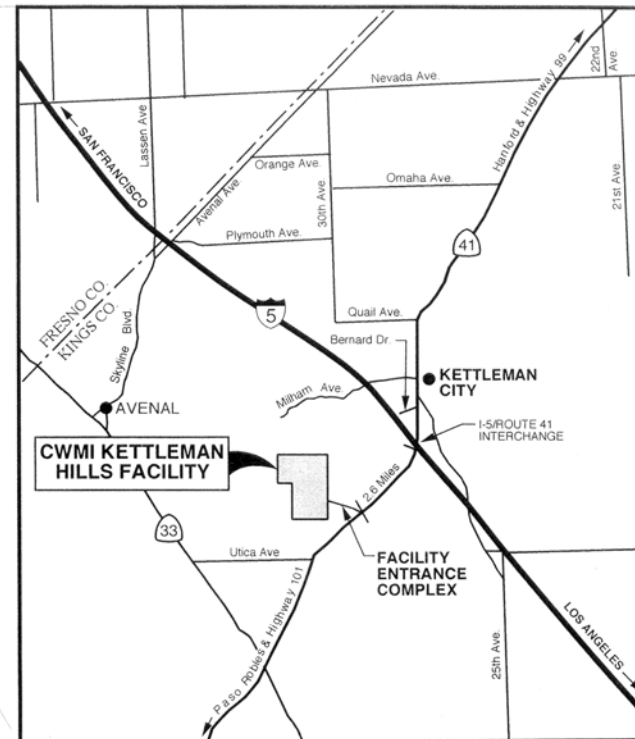 22nd
Ave.
Nevada Ave.
Hanford & Highway 99
SAN FRANCISCO
Lassen Ave
Orange Ave.
Avenal Ave.
30th Ave.
Omaha Ave.
21st Ave.
Plymouth Ave.
41
FRESNO CO.
KINGS CO.
5
Quail Ave.
Bernard Dr.
Skyline Blvd.
KETTLEMAN
CITY
Milham Ave.
AVENAL
I-5/ROUTE 41
INTERCHANGE
CWMI KETTLEMAN
HILLS FACILITY
2.6 Miles
33
Utica Ave
FACILITY
ENTRANCE
COMPLEX
Paso Robles & Highway 101
25th Ave.
LOS ANGELES